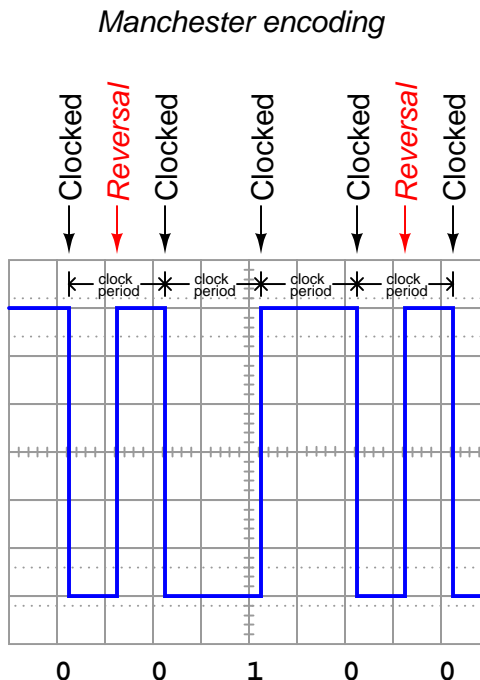 Manchester encoding
Clocked
Reversal
Clocked
Clocked
Clocked
Reversal
Clocked
clock period
clock period
clock period
clock period
0 0 1 0 0